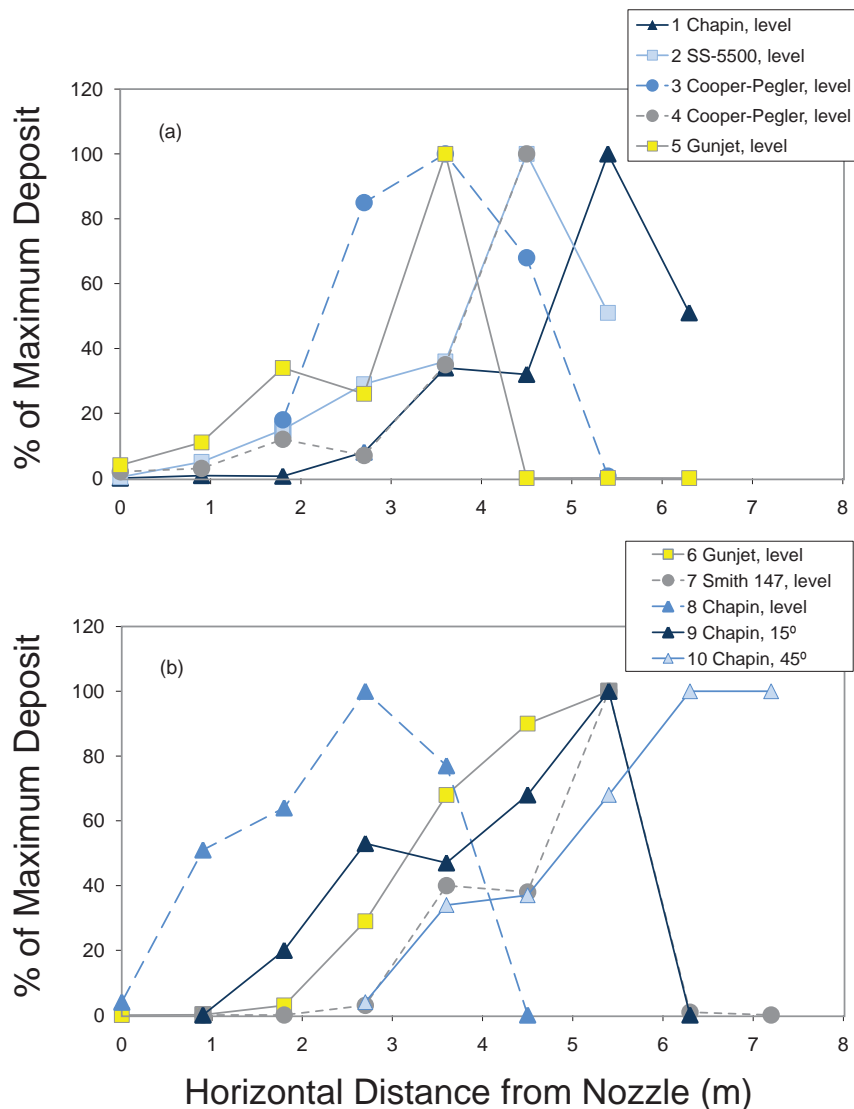 1 Chapin, level
2 SS-5500, level
3 Cooper-Pegler, level
4 Cooper-Pegler, level
5 Gunjet, level
(a)
% of Maximum Deposit
120
100
80
60
40
20
0
0 1 2 3 4 5 6 7 8
6 Gunjet, level
7 Smith 147, level
8 Chapin, level
9 Chapin, 15º
10 Chapin, 45º
(b)
% of Maximum Deposit
120
100
80
60
40
20
0
0 1 2 3 4 5 6 7 8
Horizontal Distance from Nozzle (m)